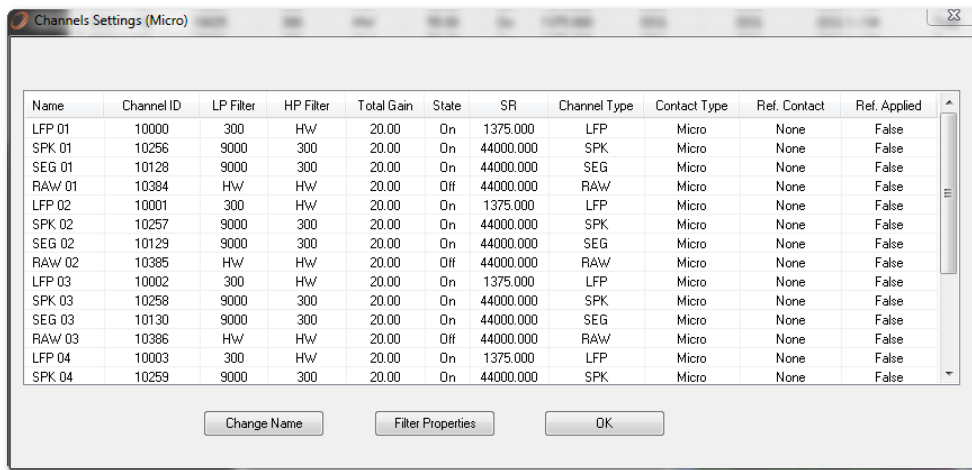 Channels Settings (Micro)
Name Channel ID LP Filter HP Filter Total Gain State SR Channel Type Contact Type Ref. Contact Ref. Applied
LFP 01 10000 300 HW 20.00 On 1375.000 LFP Micro None False
SPK 01 10256 9000 300 20.00 On 44000.000 SPK Micro None False
SEG 01 10128 9000 300 20.00 On 44000.000 SEG Micro None False
RAW 01 10384 HW HW 20.00 Off 44000.000 RAW Micro None False
LFP 02 10001 300 HW 20.00 On 1375.000 LFP Micro None False
SPK 02 10257 9000 300 20.00 On 44000.000 SPK Micro None False
SEG 02 10129 9000 300 20.00 On 44000.000 SEG Micro None False
RAW 02 10385 HW HW 20.00 Off 44000.000 RAW Micro None False
LFP 03 10002 300 HW 20.00 On 1375.000 LFP Micro None False
SPK 03 10258 9000 300 20.00 On 44000.000 SPK Micro None False
SEG 03 10130 9000 300 20.00 On 44000.000 SEG Micro None False
RAW 03 10386 HW HW 20.00 Off 44000.000 RAW Micro None False
LFP 04 10003 300 HW 20.00 On 1375.000 LFP Micro None False
SPK 04 10259 9000 300 20.00 On 44000.000 SPK Micro None False
Change Name Filter Properties OK